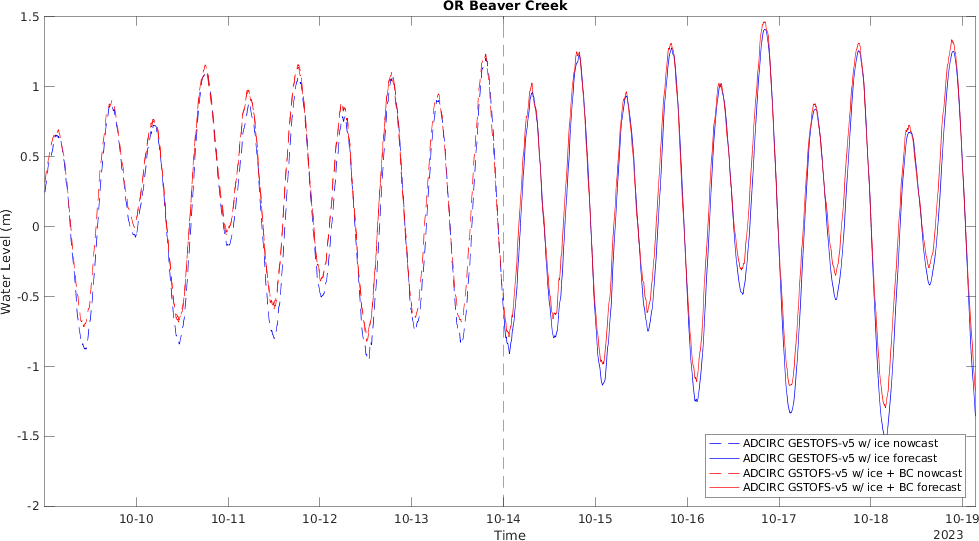 OR Beaver Creek
1.5
1
0.5
0
-0.5
-1
-1.5
-2
Water Level (m)
10-10 10-11 10-12 10-13 10-14 10-15 10-16 10-17 10-18 10-19
2023
Time
ADCIRC GESTOFS-v5 w/ ice nowcast
ADCIRC GESTOFS-v5 w/ ice forecast
ADCIRC GSTOFS-v5 w/ ice + BC nowcast
ADCIRC GSTOFS-v5 w/ ice + BC forecast